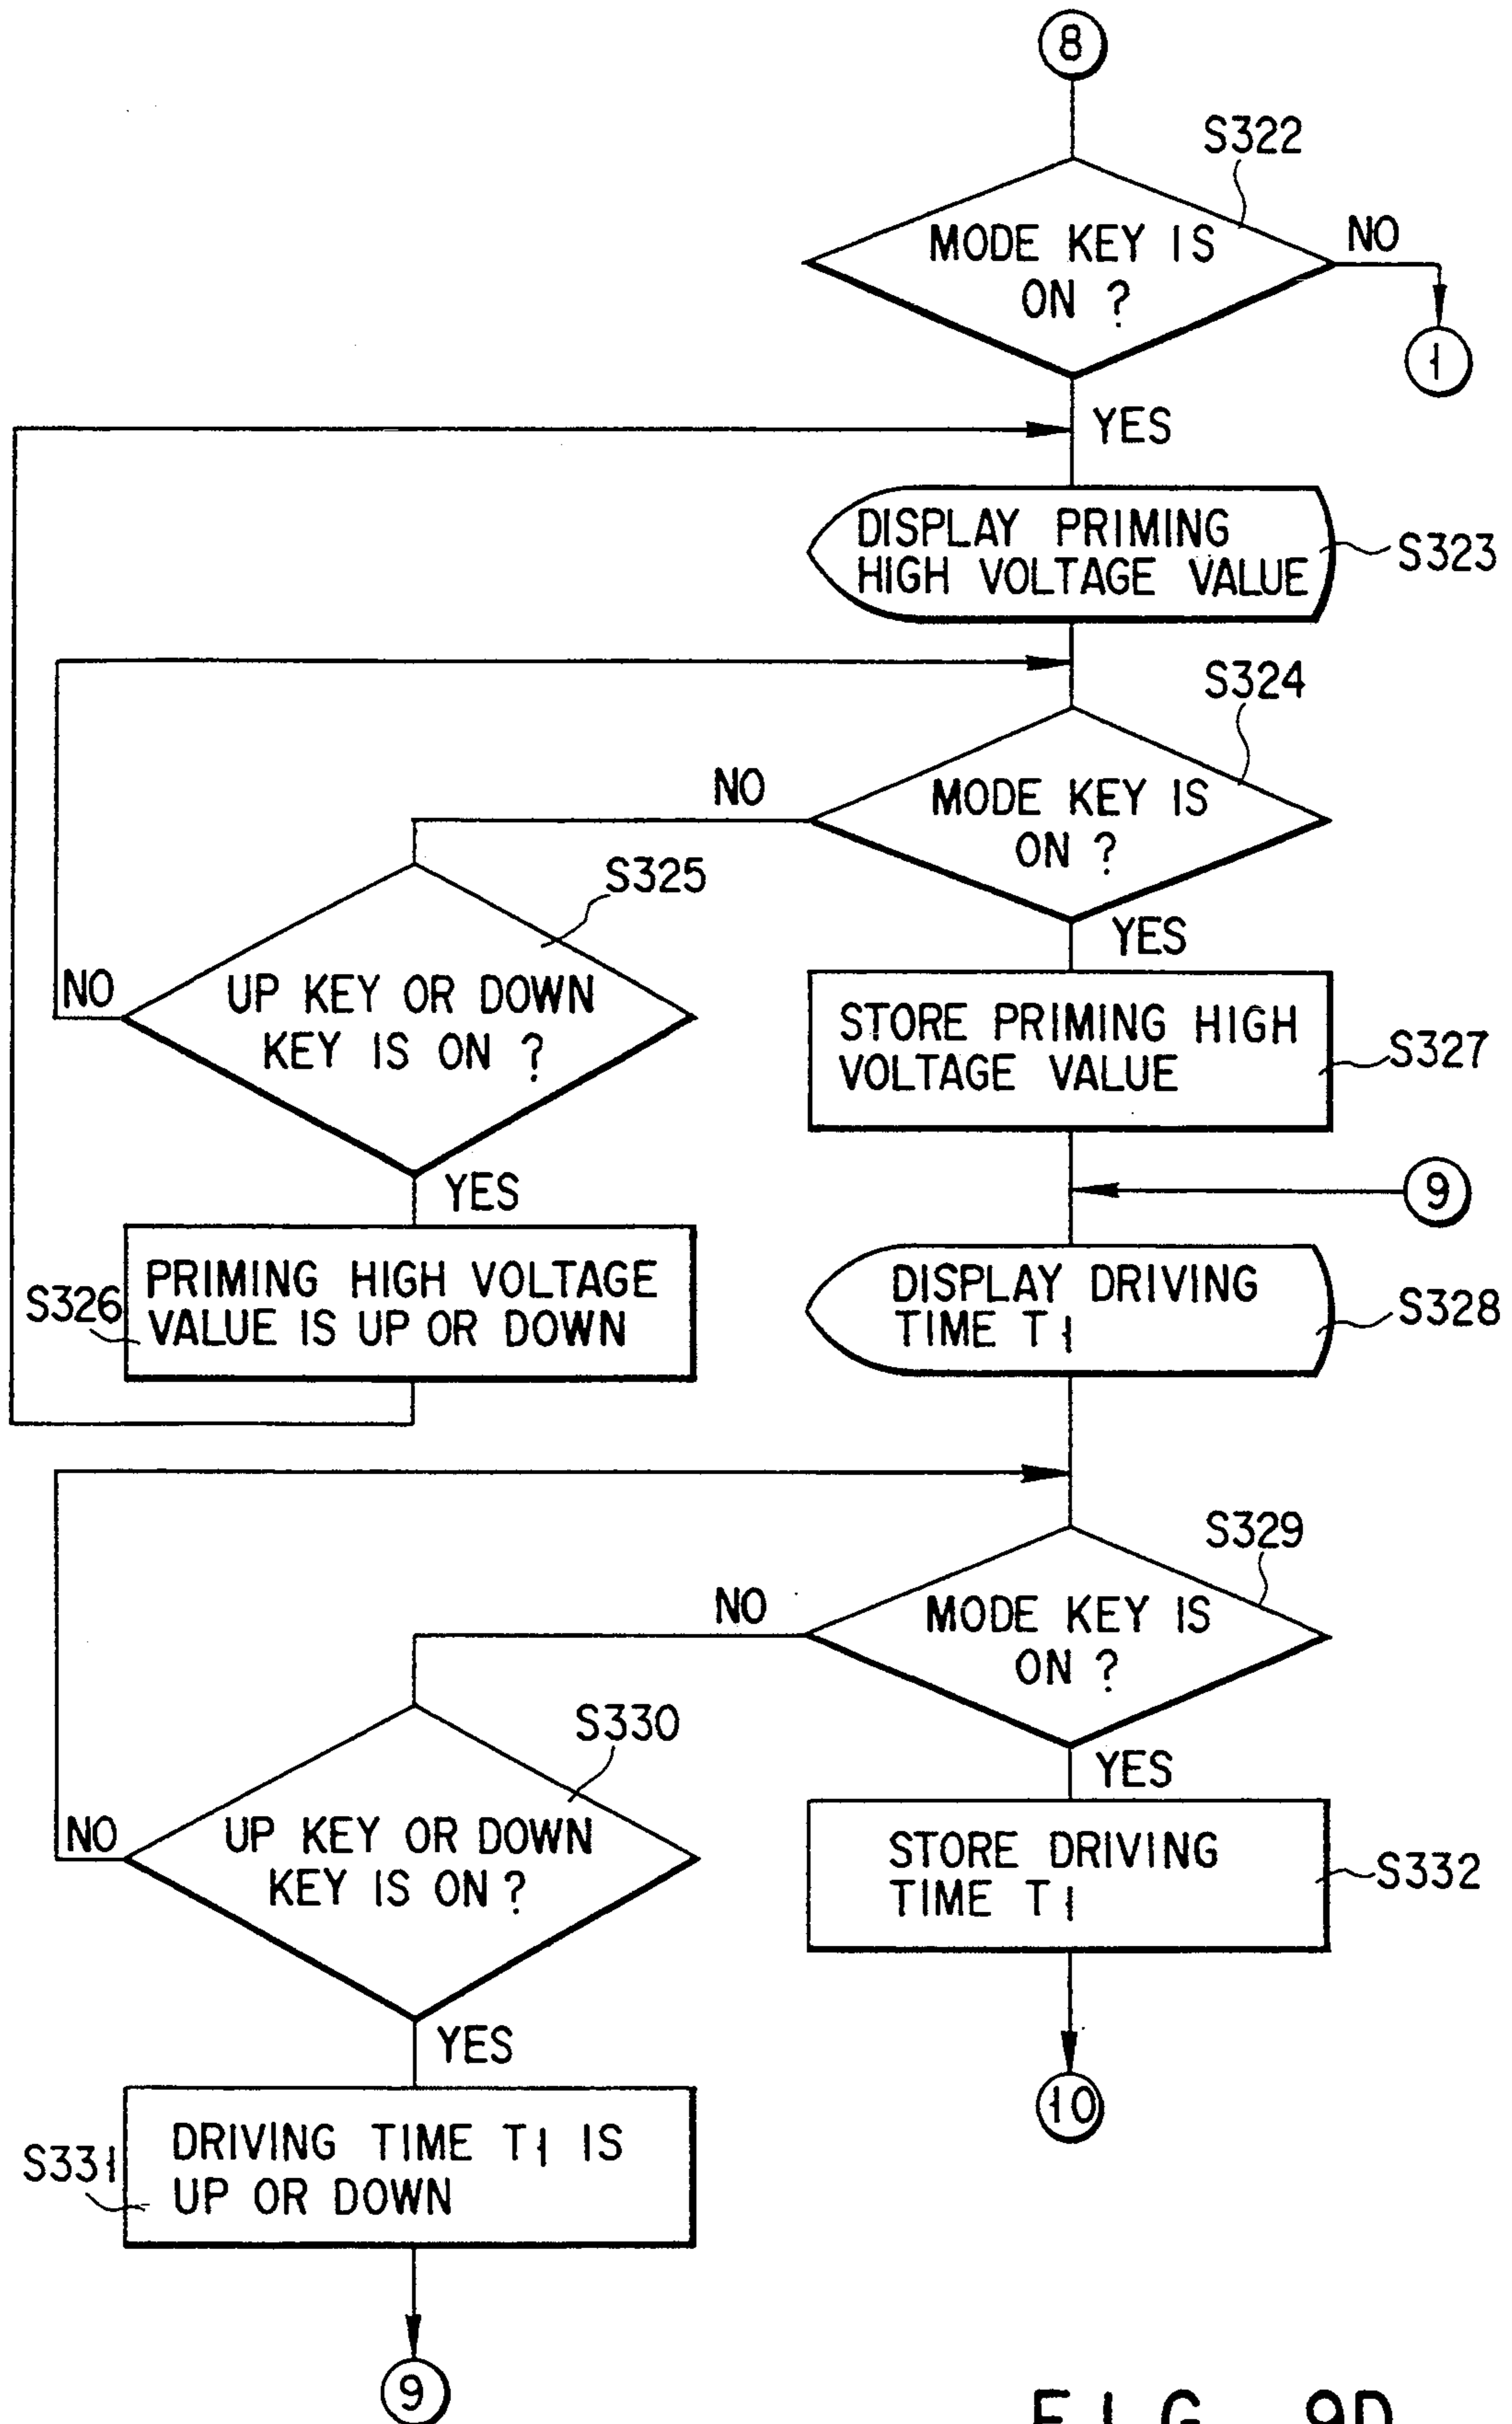 8
S322
MODE KEY IS
ON ?
NO
1
YES
DISPLAY PRIMING
HIGH VOLTAGE VALUE
S323
S324
NO
MODE KEY IS
ON ?
S325
YES
NO
UP KEY OR DOWN
KEY IS ON ?
STORE PRIMING HIGH
VOLTAGE VALUE
S327
YES
9
S326
PRIMING HIGH VOLTAGE
VALUE IS UP OR DOWN
DISPLAY DRIVING
TIME T1
S328
S329
NO
MODE KEY IS
ON ?
S330
YES
NO
UP KEY OR DOWN
KEY IS ON ?
STORE DRIVING
TIME T1
S332
YES
10
S331
DRIVING TIME T1 IS
UP OR DOWN
9
FIG. 9D